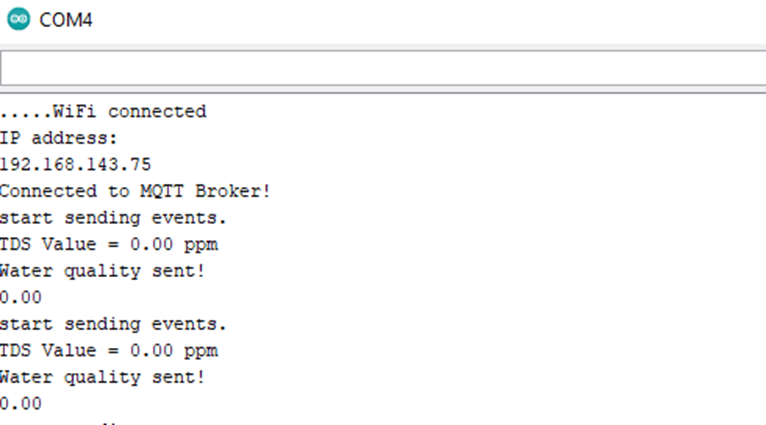 COM4
.....WiFi connected
IP address:
192.168.143.75
Connected to MQTT Broker!
start sending events.
TDS Value = 0.00 ppm
Water quality sent!
0.00
start sending events.
TDS Value = 0.00 ppm
Water quality sent!
0.00